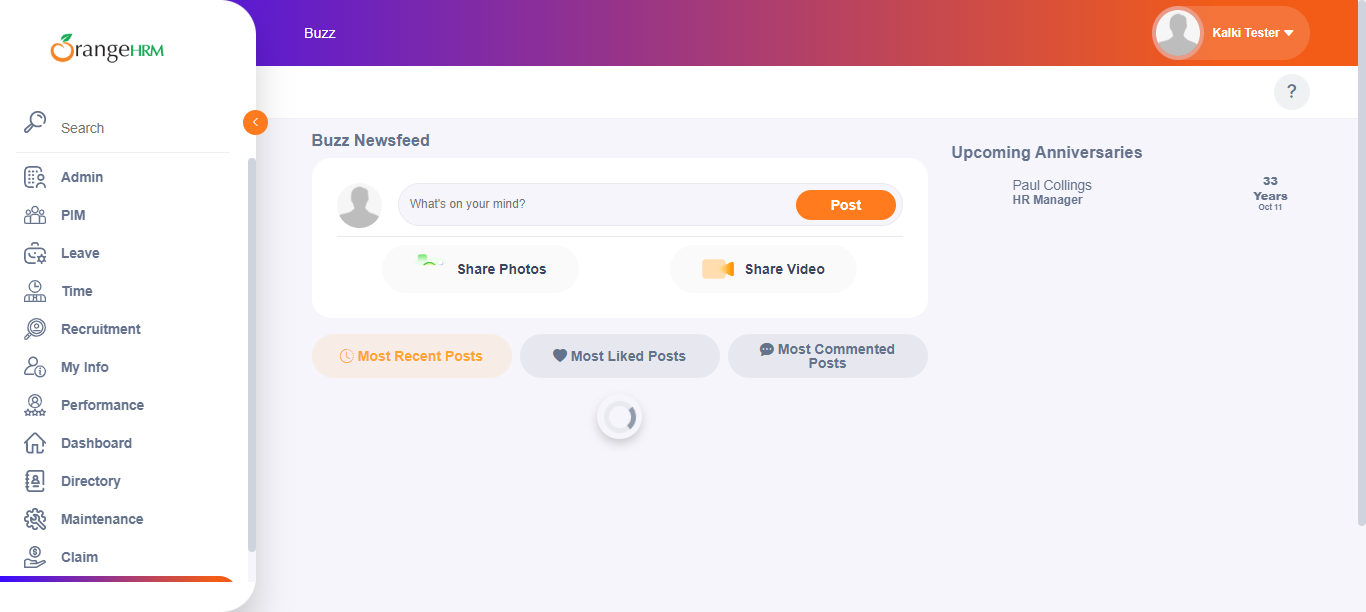 OrangeHRM
Search
Admin
PIM
Leave
Time
Recruitment
My Info
Performance
Dashboard
Directory
Maintenance
Claim
Buzz
Kalki Tester
?
Buzz Newsfeed
What's on your mind?
Post
Share Photos
Share Video
Most Recent Posts
Most Liked Posts
Most Commented
Posts
Upcoming Anniversaries
Paul Collings
HR Manager
33
Years
Oct 11